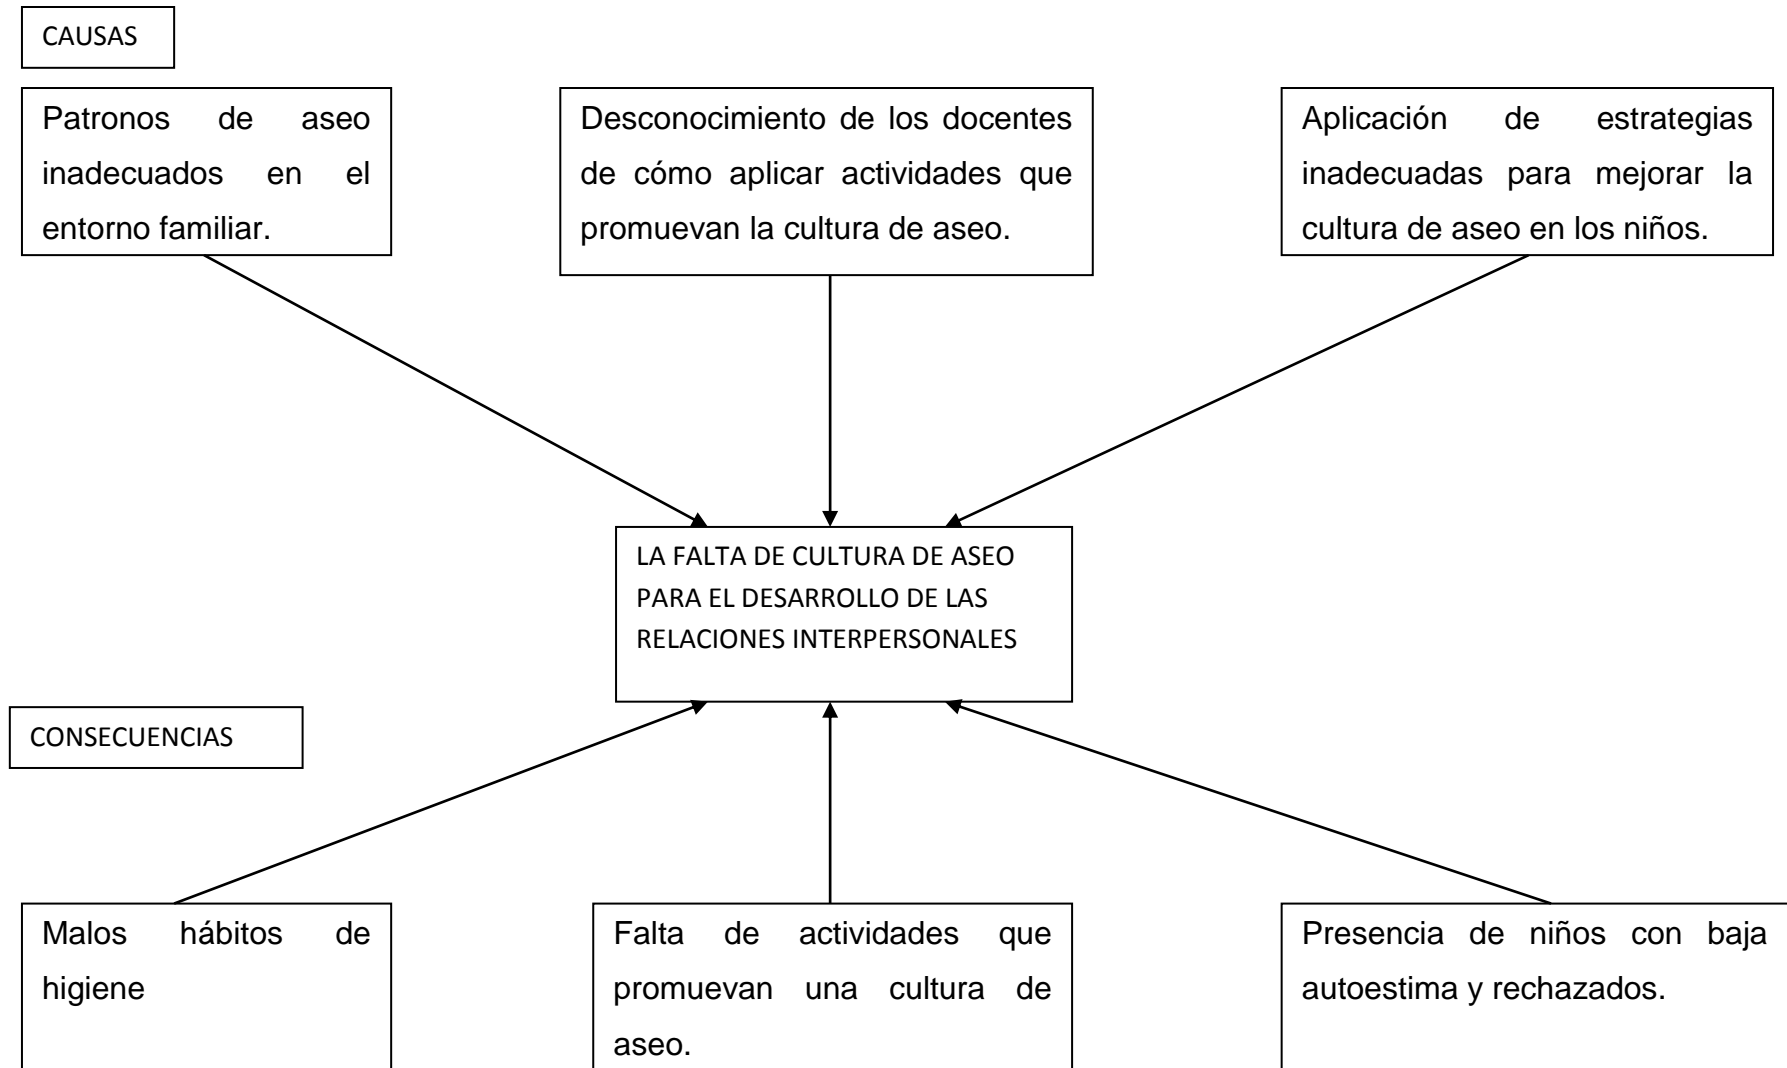 CAUSAS
Patronos de aseo
inadecuados en el
entorno familiar.
Desconocimiento de los docentes
de cómo aplicar actividades que
promuevan la cultura de aseo.
Aplicación de estrategias
inadecuadas para mejorar la
cultura de aseo en los niños.
LA FALTA DE CULTURA DE ASEO
PARA EL DESARROLLO DE LAS
RELACIONES INTERPERSONALES
CONSECUENCIAS
Malos hábitos de
higiene
Falta de actividades que
promuevan una cultura de
aseo.
Presencia de niños con baja
autoestima y rechazados.